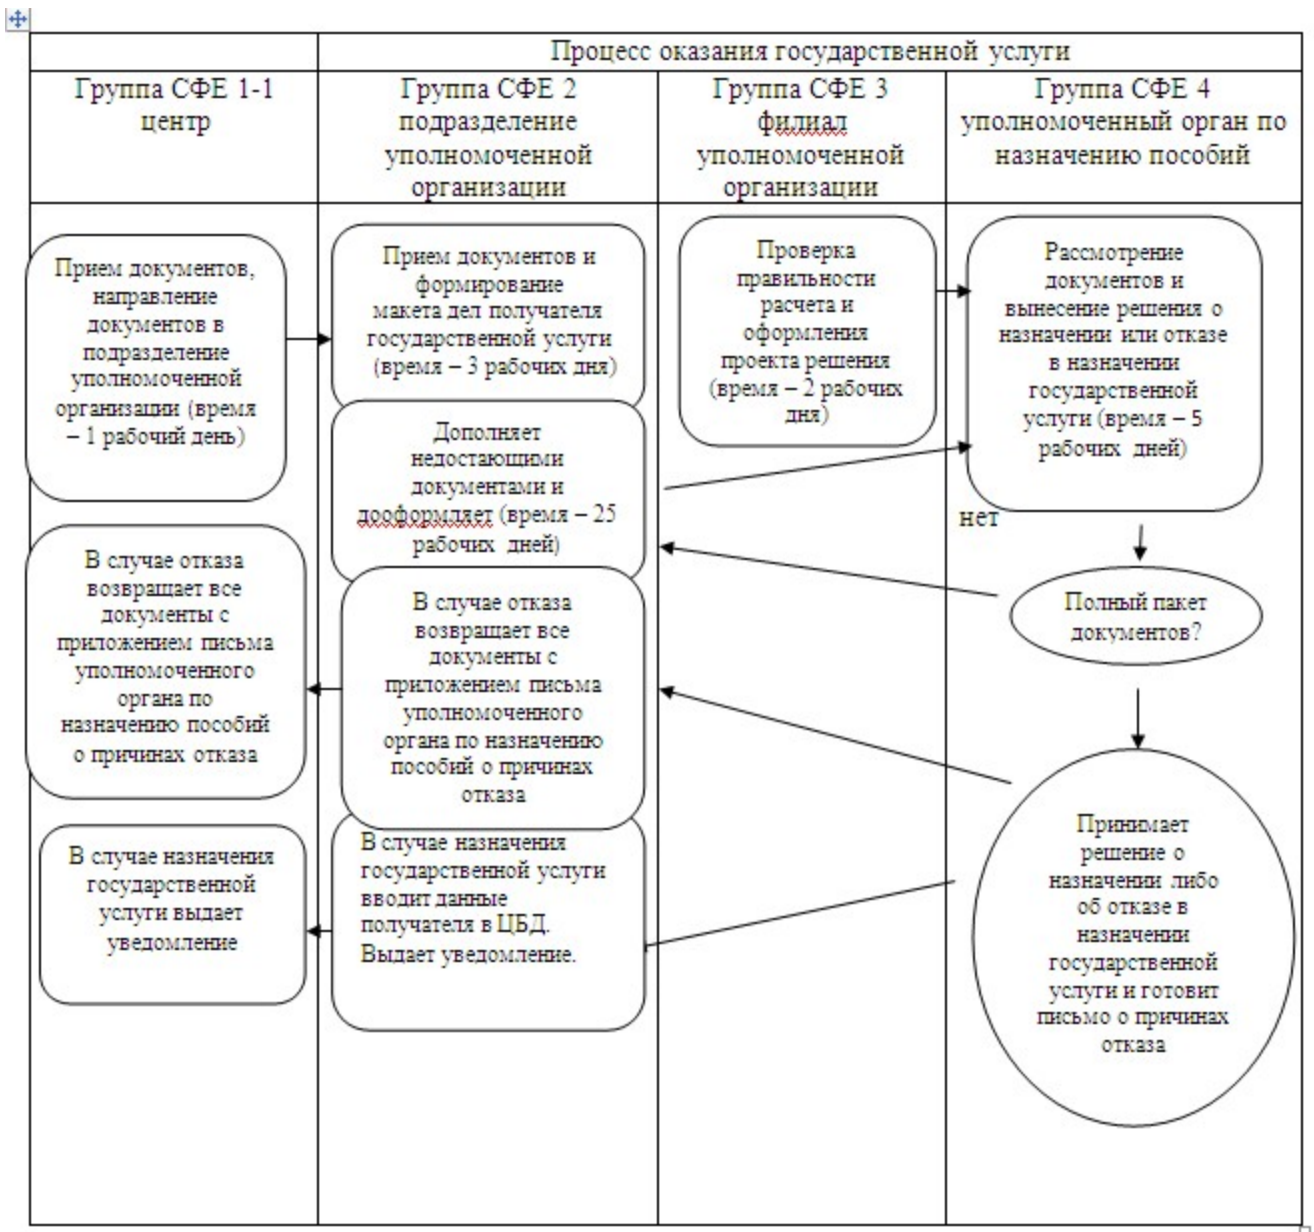 Процесс оказания государственной услуги
Группа СФЕ 1-1
центр
Группа СФЕ 2
подразделение
уполномоченной
организации
Группа СФЕ 3
филиал
уполномоченной
организации
Группа СФЕ 4
уполномоченный орган по
назначению пособий
Прием документов,
направление
документов в
подразделение
уполномоченной
организации (время
– 1 рабочий день)
В случае отказа
возвращает все
документы с
приложением письма
уполномоченного
органа по
назначению пособий
о причинах отказа
В случае назначения
государственной
услуги выдает
уведомление
Прием документов и
формирование
макета дел получателя
государственной услуги
(время – 3 рабочих дня)
Дополняет
недостающими
документами и
дооформляет (время – 25
рабочих дней)
В случае отказа
возвращает все
документы с
приложением письма
уполномоченного
органа по назначению
пособий о причинах
отказа
В случае назначения
государственной услуги
вводит данные
получателя в ЦБД.
Выдает уведомление.
Проверка
правильности
расчета и
оформления
проекта решения
(время – 2 рабочих
дня)
Рассмотрение
документов и
вынесение решения о
назначении или отказе
в назначении
государственной
услуги (время – 5
рабочих дней)
нет
Полный пакет
документов?
Принимает
решение о
назначении либо
об отказе в
назначении
государственной
услуги и готовит
письмо о причинах
отказа